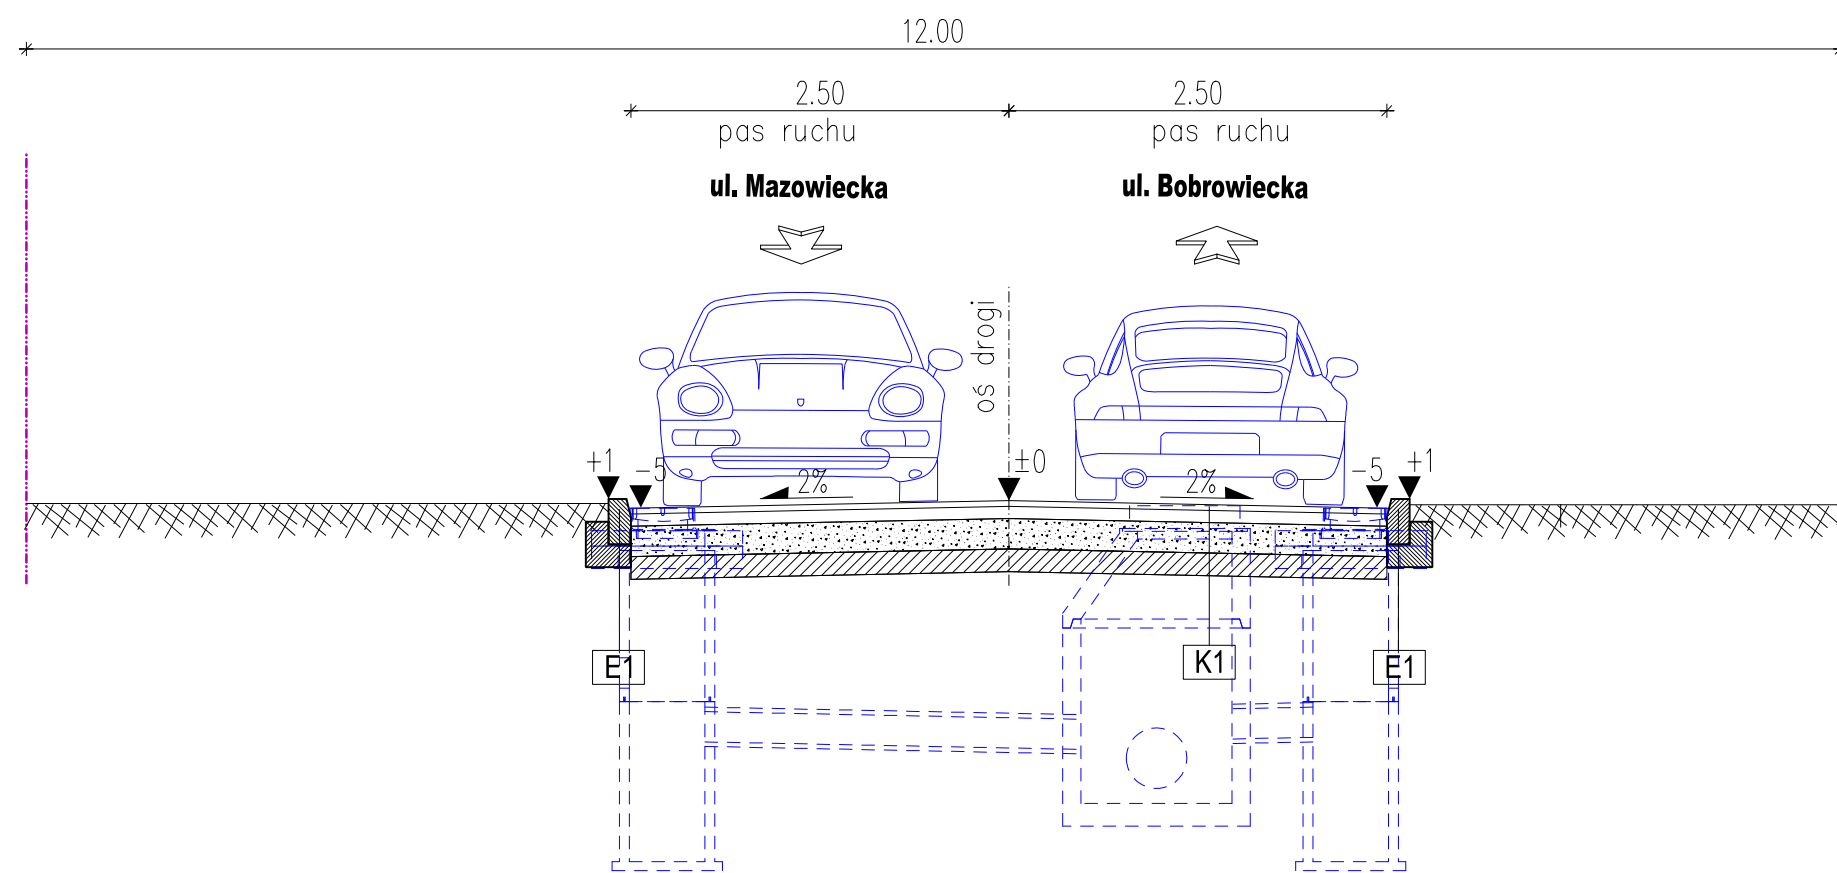 12.00
2.50 2.50
pas ruchu pas ruchu
ul. Mazowiecka ul. Bobrowiecka
oś drogi
+1 -5 2% ±0 2% -5 +1
E1 K1 E1